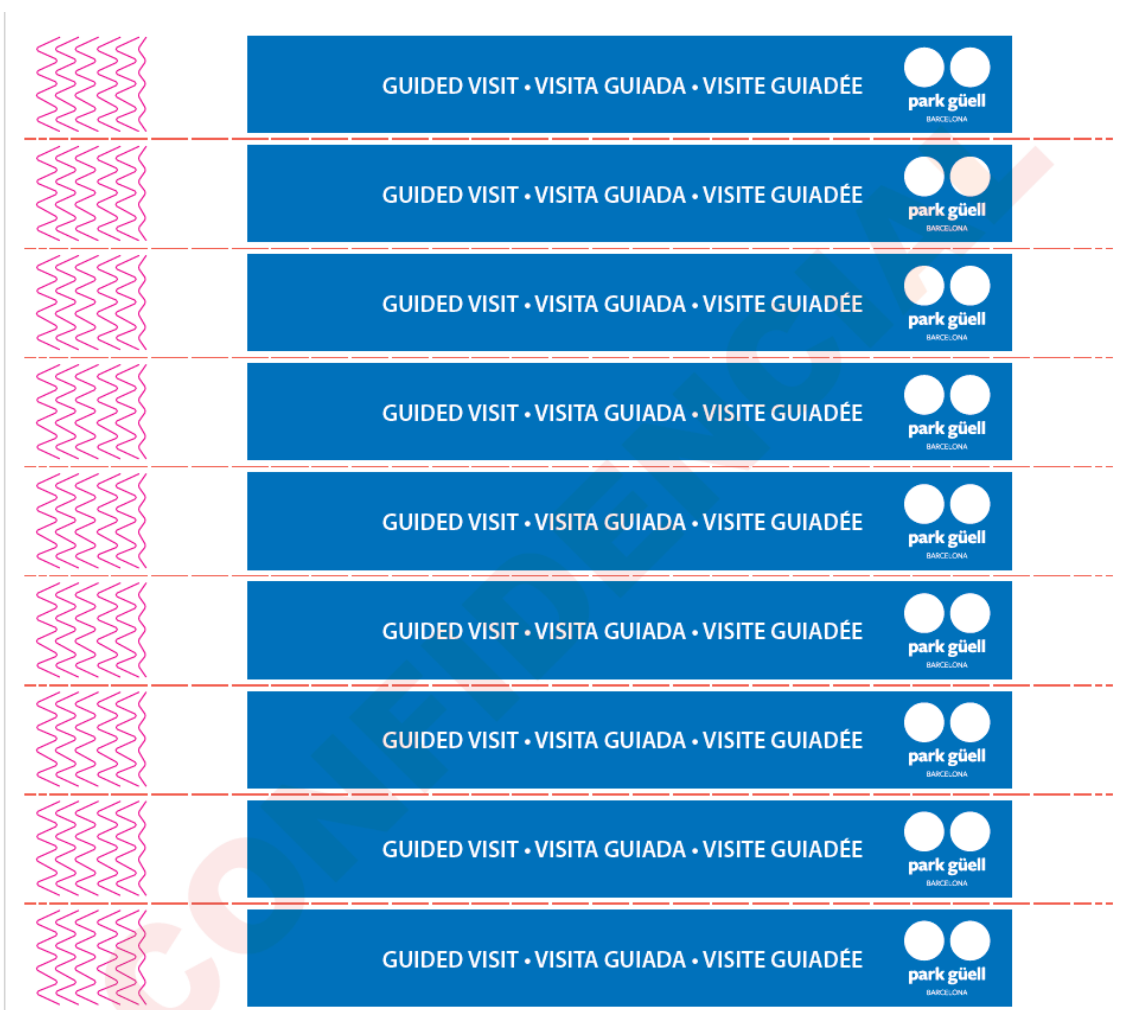 GUIDED VISIT • VISITA GUIADA • VISITE GUIADÉE
park güell
BARCELONA
GUIDED VISIT • VISITA GUIADA • VISITE GUIADÉE
park güell
BARCELONA
GUIDED VISIT • VISITA GUIADA • VISITE GUIADÉE
park güell
BARCELONA
GUIDED VISIT • VISITA GUIADA • VISITE GUIADÉE
park güell
BARCELONA
GUIDED VISIT • VISITA GUIADA • VISITE GUIADÉE
park güell
BARCELONA
GUIDED VISIT • VISITA GUIADA • VISITE GUIADÉE
park güell
BARCELONA
GUIDED VISIT • VISITA GUIADA • VISITE GUIADÉE
park güell
BARCELONA
GUIDED VISIT • VISITA GUIADA • VISITE GUIADÉE
park güell
BARCELONA
GUIDED VISIT • VISITA GUIADA • VISITE GUIADÉE
park güell
BARCELONA
CONFIDENCIAL